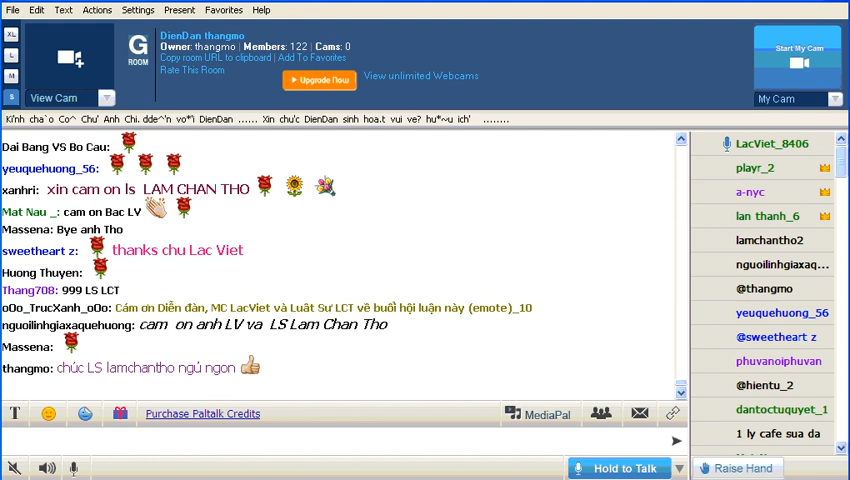 File Edit Text Actions Settings Present Favorites Help
XL
L
M
S
View Cam
G
ROOM
DienDan thangmo
Owner: thangmo | Members: 122 | Cams: 0
Copy room URL to clipboard | Add To Favorites
Rate This Room
Upgrade Now
View unlimited Webcams
Start My Cam
My Cam
Ki'nh cha`o Co^ Chu' Anh Chi. dde^'n vo*'i DienDan ...... Xin chu'c DienDan sinh hoa.t vui ve? hu*~u ich' ........
Dai Bang VS Bo Cau:
yeuquehuong_56:
xanhri: xin cam on ls LAM CHAN THO
Mat Nau _: cam on Bac LV
Massena: Bye anh Tho
sweetheart z: thanks chu Lac Viet
Huong Thuyen:
Thang708: 999 LS LCT
oOo_TrucXanh_oOo: Cám ơn Diễn đàn, MC LacViet và Luât Sư LCT về buổi hội luận này (emote)_10
nguoilinhgiaxaquehuong: cam on anh LV va LS Lam Chan Tho
Massena:
thangmo: chúc LS lamchantho ngủ ngon
LacViet_8406
playr_2
a-nyc
lan thanh_6
lamchantho2
nguoilinhgiaxaq...
@thangmo
yeuquehuong_56
@sweetheart z
phuvanoiphuvan
@hientu_2
dantoctuquyet_1
1 ly cafe sua da
T
Purchase Paltalk Credits
MediaPal
Hold to Talk
Raise Hand